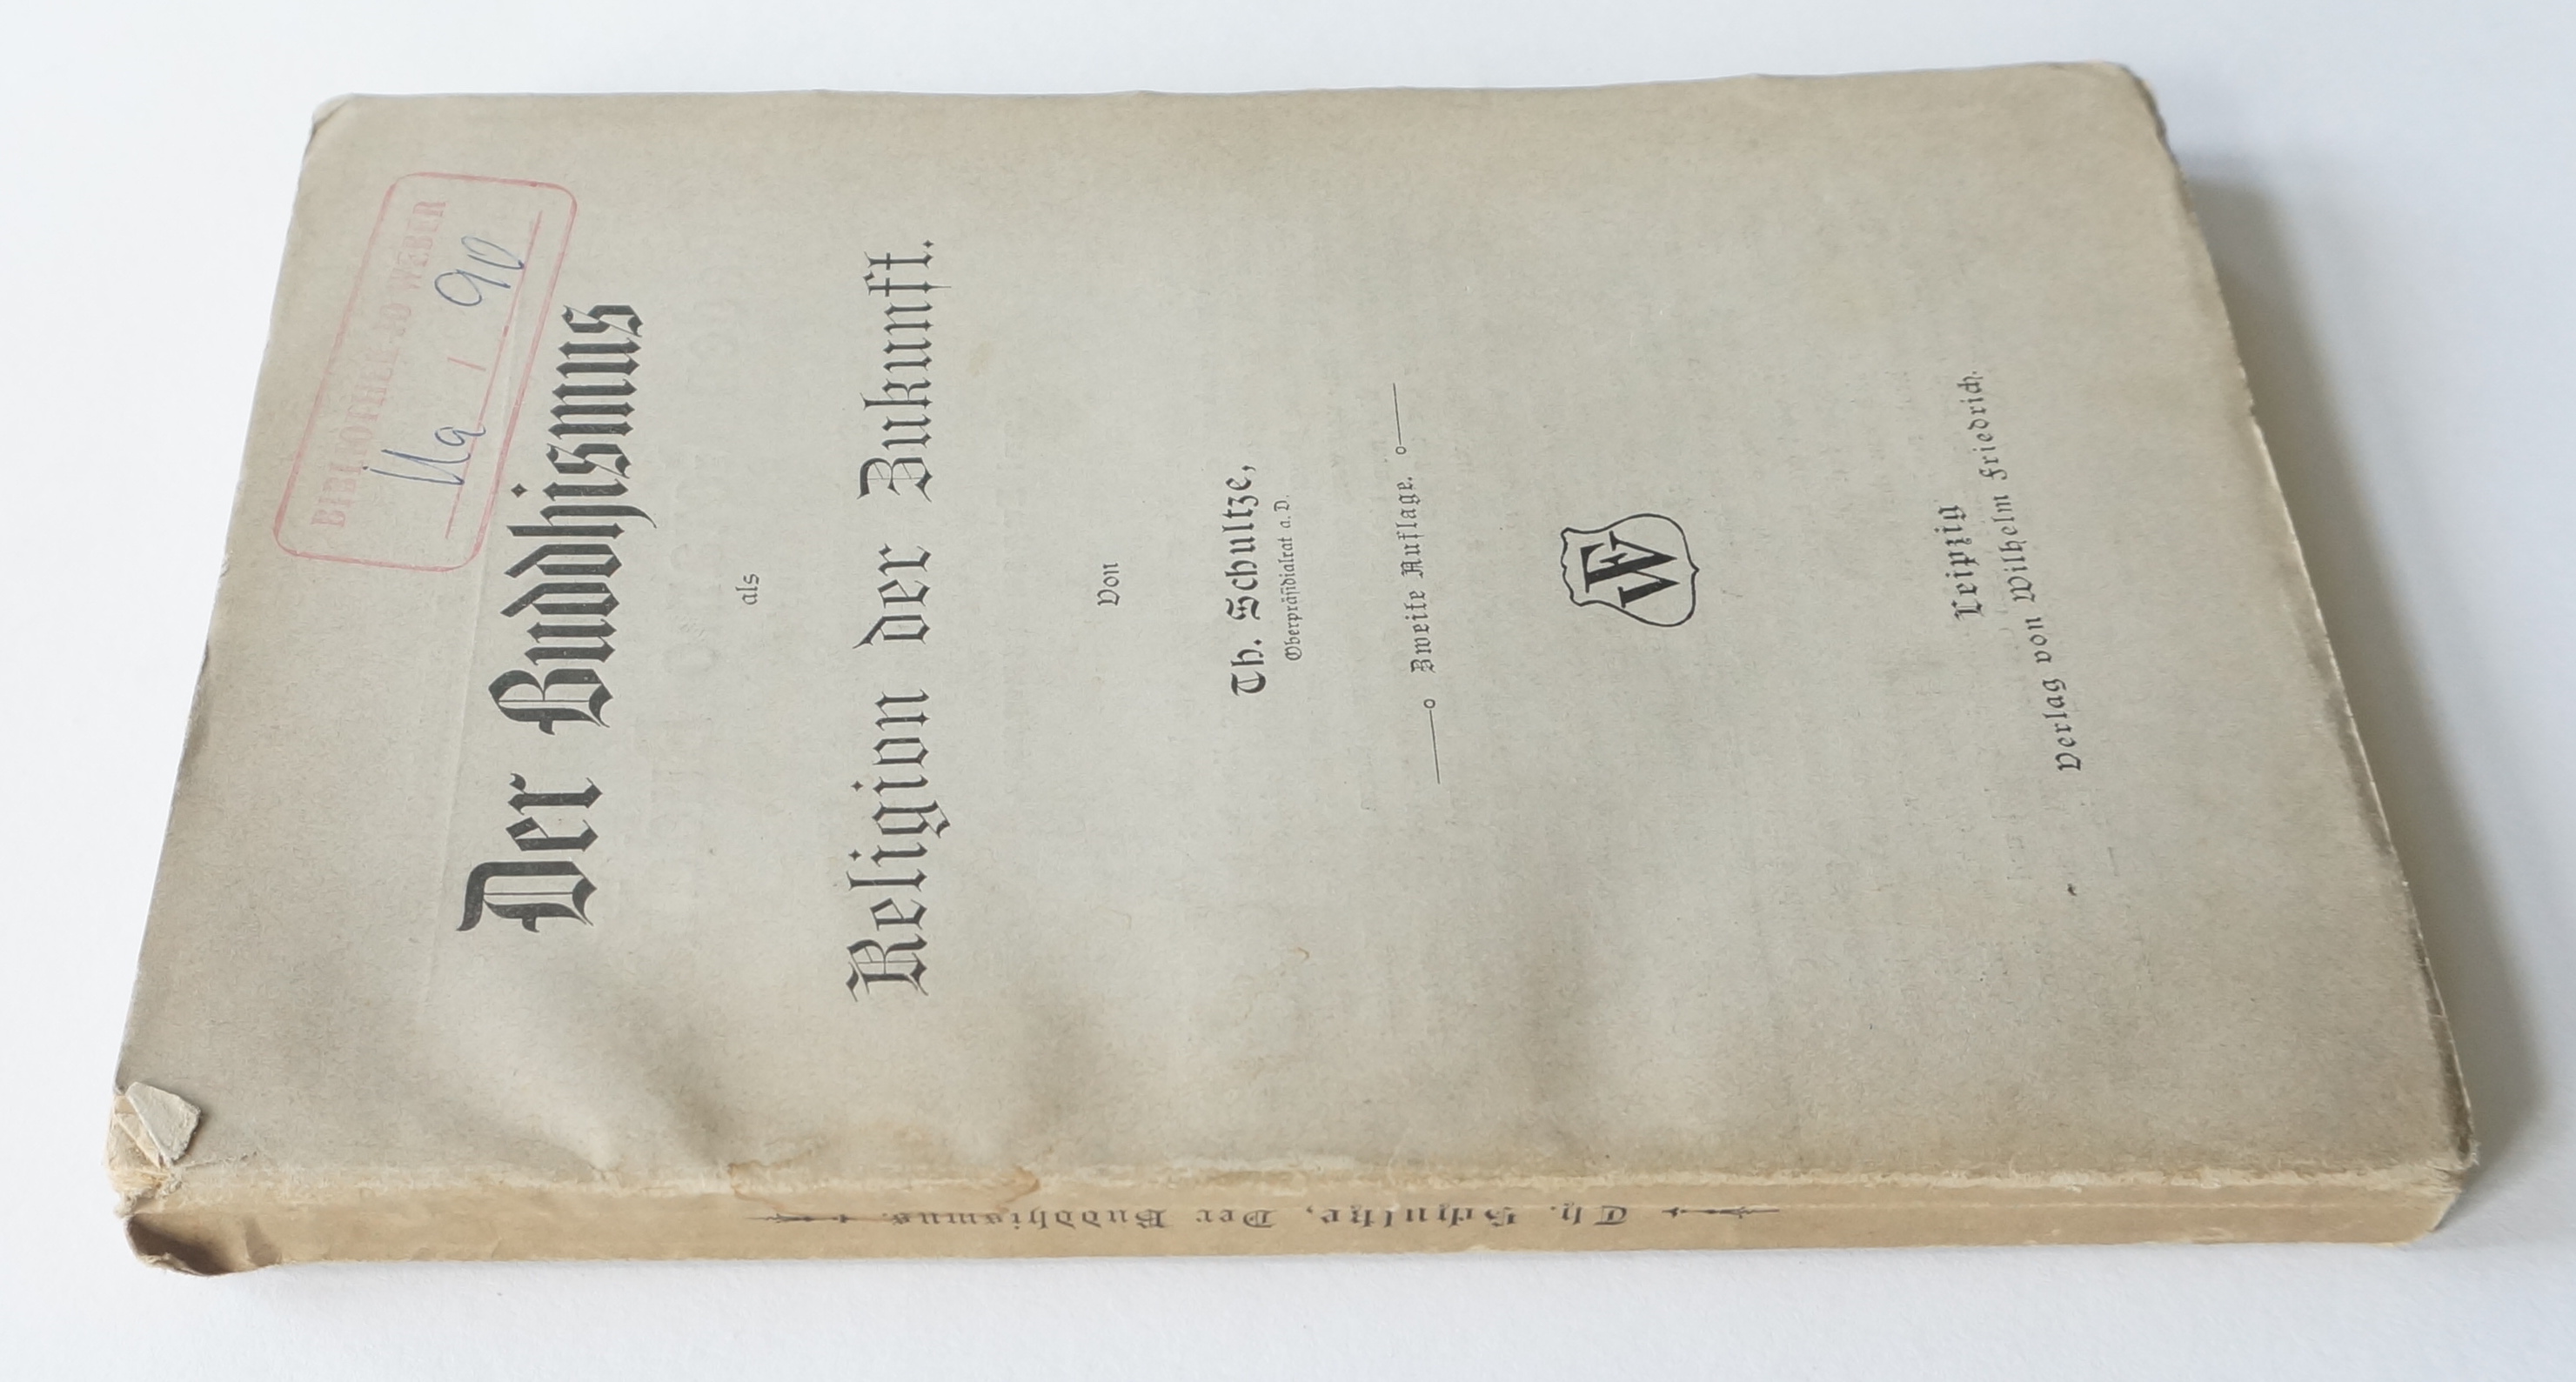 BIBLIOTHEK JO WEBER
IIa / 90
Der Buddhismus
als
Religion der Zukunft.
Von
Th. Schultze,
Oberpräsidialrat a. D.
Zweite Auflage.
WF
Leipzig
Verlag von Wilhelm Friedrich.
Th. Schultze, Der Buddhismus.